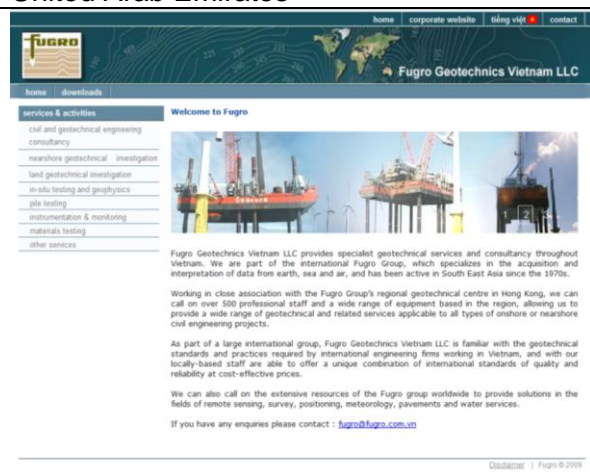 United Arab Emirates
home corporate website tiếng việt contact
FUGRO
Fugro Geotechnics Vietnam LLC
home downloads
services & activities
civil and geotechnical engineering
consultancy
nearshore geotechnical investigation
land geotechnical investigation
in-situ testing and geophysics
pile testing
instrumentation & monitoring
materials testing
other services
Welcome to Fugro
1 2 3
Fugro Geotechnics Vietnam LLC provides specialist geotechnical services and consultancy throughout
Vietnam. We are part of the international Fugro Group, which specializes in the acquisition and
interpretation of data from earth, sea and air, and has been active in South East Asia since the 1970s.
Working in close association with the Fugro Group's regional geotechnical centre in Hong Kong, we can
call on over 500 professional staff and a wide range of equipment based in the region, allowing us to
provide a wide range of geotechnical and related services applicable to all types of onshore or nearshore
civil engineering projects.
As part of a large international group, Fugro Geotechnics Vietnam LLC is familiar with the geotechnical
standards and practices required by international engineering firms working in Vietnam, and with our
locally-based staff are able to offer a unique combination of international standards of quality and
reliability at cost-effective prices.
We can also call on the extensive resources of the Fugro group worldwide to provide solutions in the
fields of remote sensing, survey, positioning, meteorology, pavements and water services.
If you have any enquiries please contact : fugro@fugro.com.vn
Disclaimer | Fugro © 2009